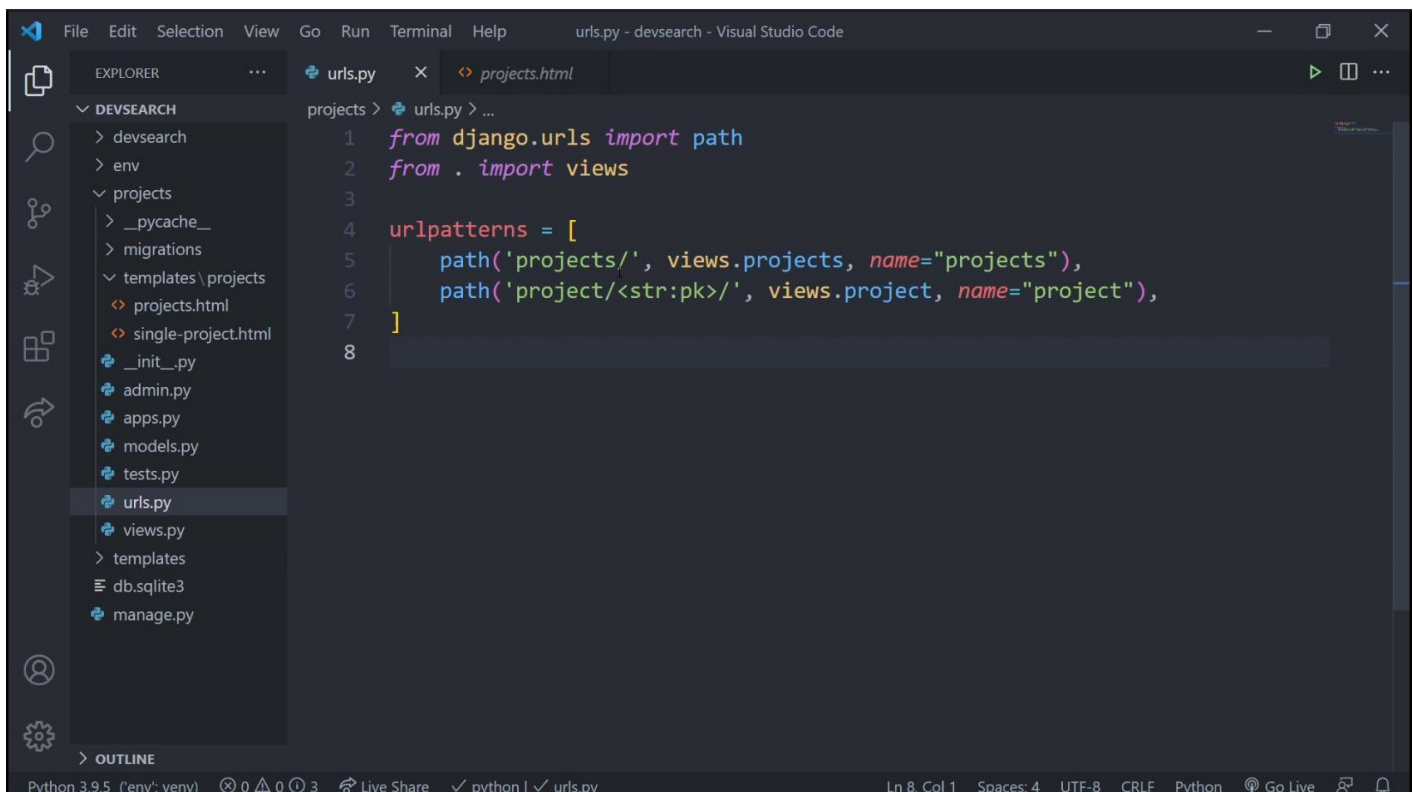 File Edit Selection View Go Run Terminal Help urls.py - devsearch - Visual Studio Code
EXPLORER ... urls.py projects.html ...
DEVSEARCH
projects > urls.py > ...
> devsearch
> env
projects
> __pycache__
> migrations
templates\projects
<> projects.html
<> single-project.html
__init__.py
admin.py
apps.py
models.py
tests.py
urls.py
views.py
> templates
db.sqlite3
manage.py
> OUTLINE
1 from django.urls import path
2 from . import views
3
4 urlpatterns = [
5 path('projects/', views.projects, name="projects"),
6 path('project/<str:pk>/', views.project, name="project"),
7 ]
8
Python 3.9.5 ('env': venv) 0 0 3 Live Share ✓ python | ✓ urls.py Ln 8, Col 1 Spaces: 4 UTF-8 CRLF Python Go Live